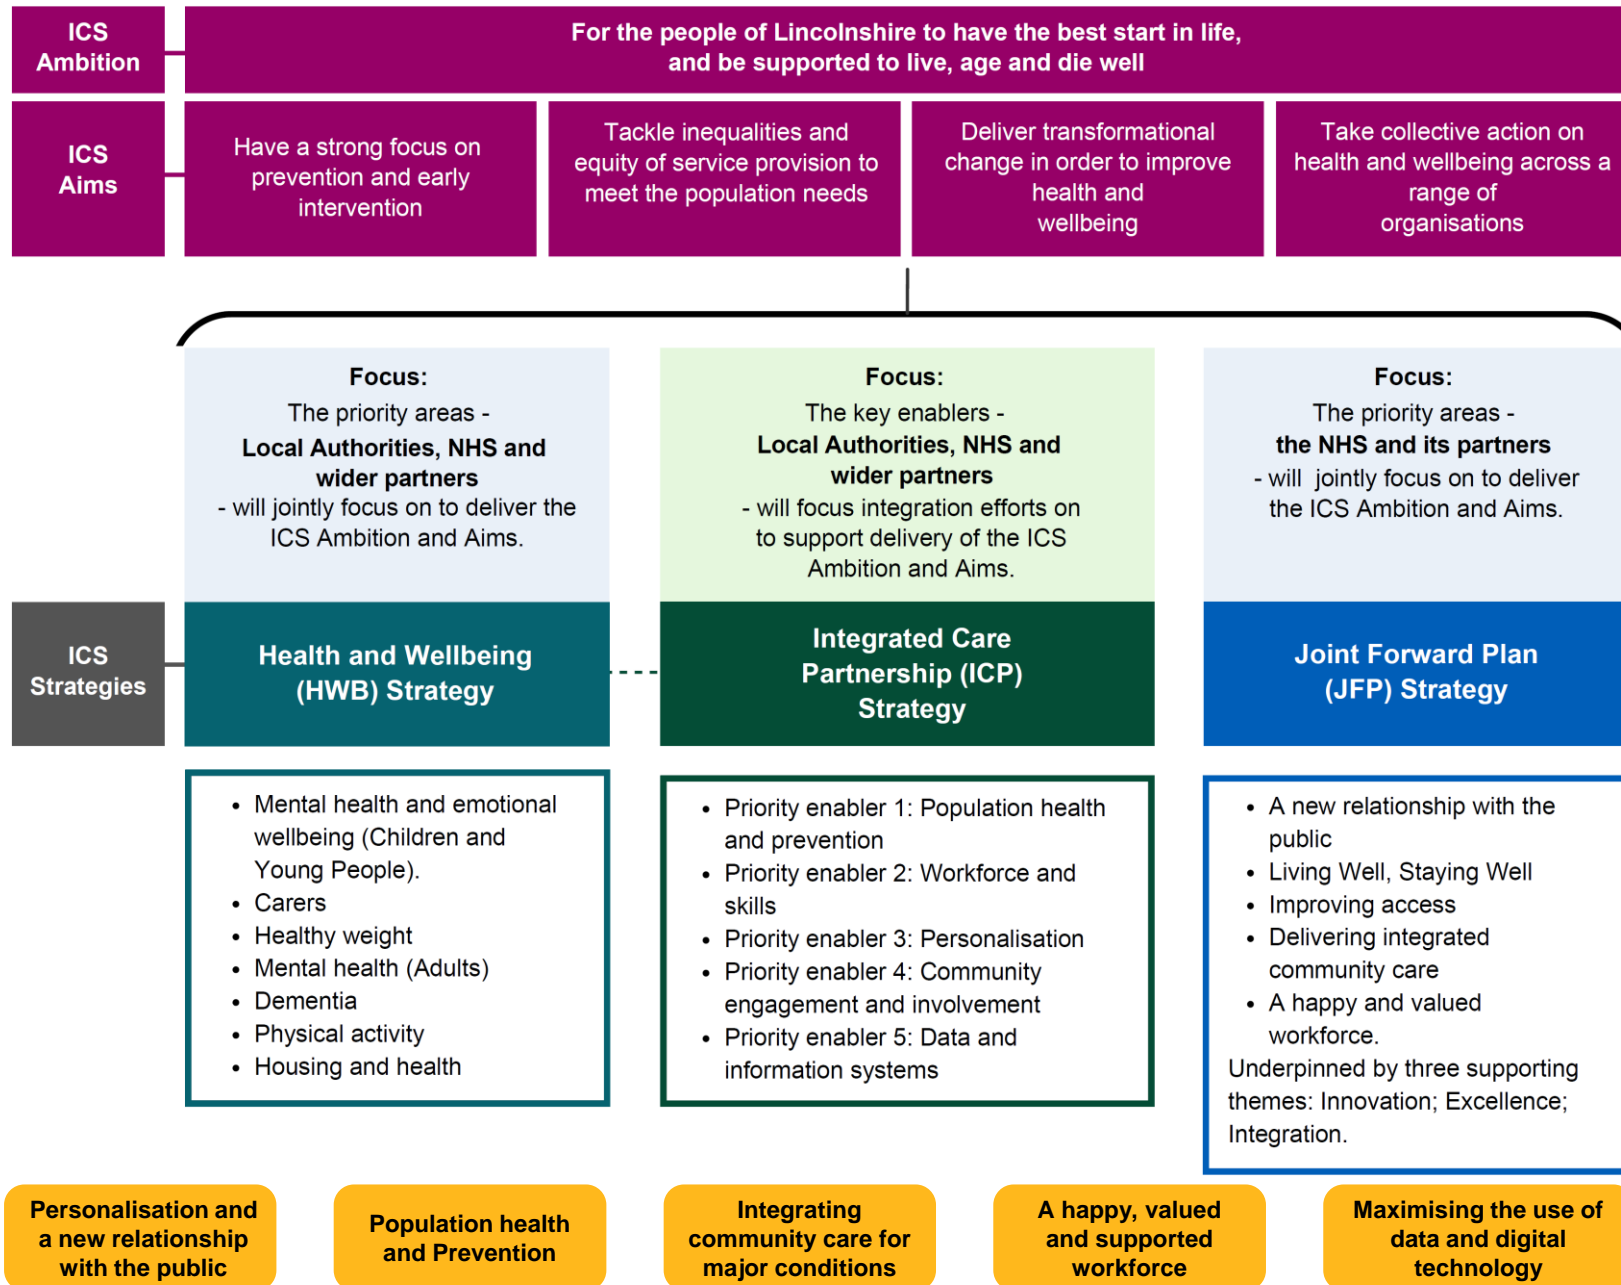 ICS
Ambition
For the people of Lincolnshire to have the best start in life,
and be supported to live, age and die well
ICS
Aims
Have a strong focus on
prevention and early
intervention
Tackle inequalities and
equity of service provision to
meet the population needs
Deliver transformational
change in order to improve
health and
wellbeing
Take collective action on
health and wellbeing across a
range of
organisations
Focus:
The priority areas -
Local Authorities, NHS and
wider partners
- will jointly focus on to deliver the
ICS Ambition and Aims.
Focus:
The key enablers -
Local Authorities, NHS and
wider partners
- will focus integration efforts on
to support delivery of the ICS
Ambition and Aims.
Focus:
The priority areas -
the NHS and its partners
- will jointly focus on to deliver
the ICS Ambition and Aims.
ICS
Strategies
Health and Wellbeing
(HWB) Strategy
Integrated Care
Partnership (ICP)
Strategy
Joint Forward Plan
(JFP) Strategy
• Mental health and emotional
wellbeing (Children and
Young People).
• Carers
• Healthy weight
• Mental health (Adults)
• Dementia
• Physical activity
• Housing and health
• Priority enabler 1: Population health
and prevention
• Priority enabler 2: Workforce and
skills
• Priority enabler 3: Personalisation
• Priority enabler 4: Community
engagement and involvement
• Priority enabler 5: Data and
information systems
• A new relationship with the
public
• Living Well, Staying Well
• Improving access
• Delivering integrated
community care
• A happy and valued
workforce.
Underpinned by three supporting
themes: Innovation; Excellence;
Integration.
Personalisation and
a new relationship
with the public
Population health
and Prevention
Integrating
community care for
major conditions
A happy, valued
and supported
workforce
Maximising the use of
data and digital
technology